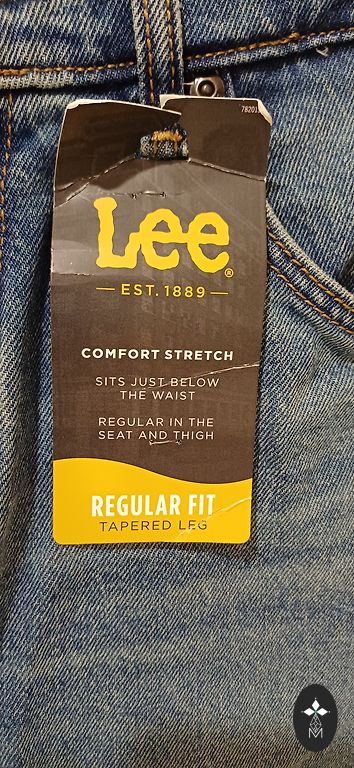 Lee®
EST. 1889
COMFORT STRETCH
SITS JUST BELOW
THE WAIST
REGULAR IN THE
SEAT AND THIGH
REGULAR FIT
TAPERED LEG
M